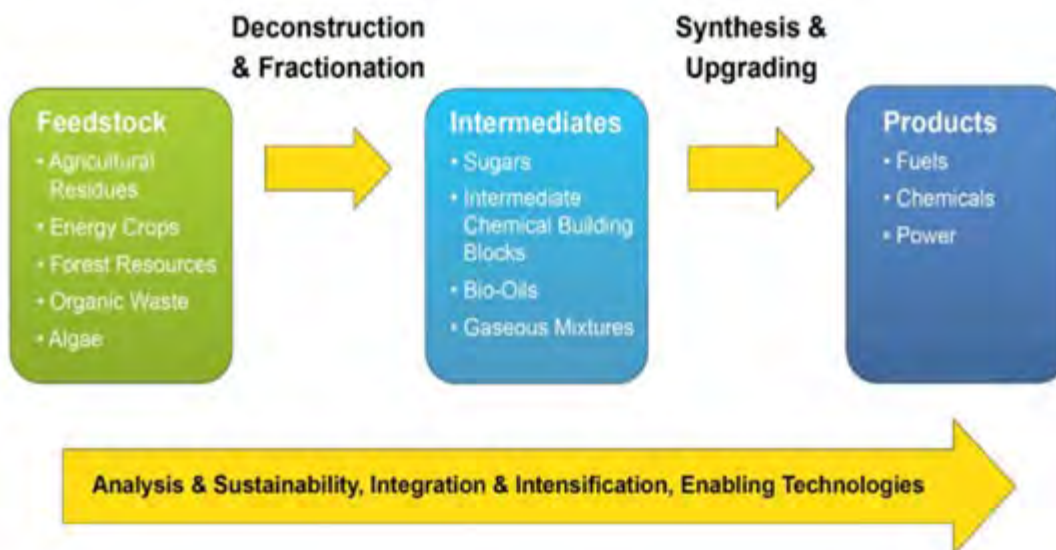 Deconstruction
& Fractionation
Synthesis &
Upgrading
Feedstock
• Agricultural
Residues
• Energy Crops
• Forest Resources
• Organic Waste
• Algae
Intermediates
• Sugars
• Intermediate
Chemical Building
Blocks
• Bio-Oils
• Gaseous Mixtures
Products
• Fuels
• Chemicals
• Power
Analysis & Sustainability, Integration & Intensification, Enabling Technologies